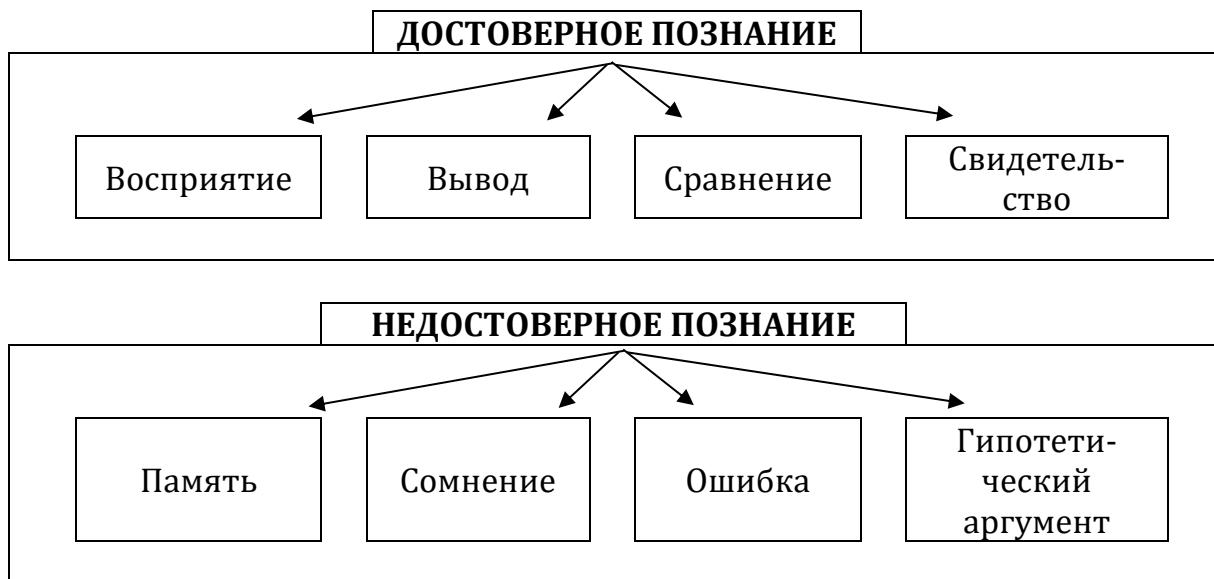 ДОСТОВЕРНОЕ ПОЗНАНИЕ
Восприятие
Вывод
Сравнение
Свидетель-
ство
НЕДОСТОВЕРНОЕ ПОЗНАНИЕ
Память
Сомнение
Ошибка
Гипотети-
ческий
аргумент